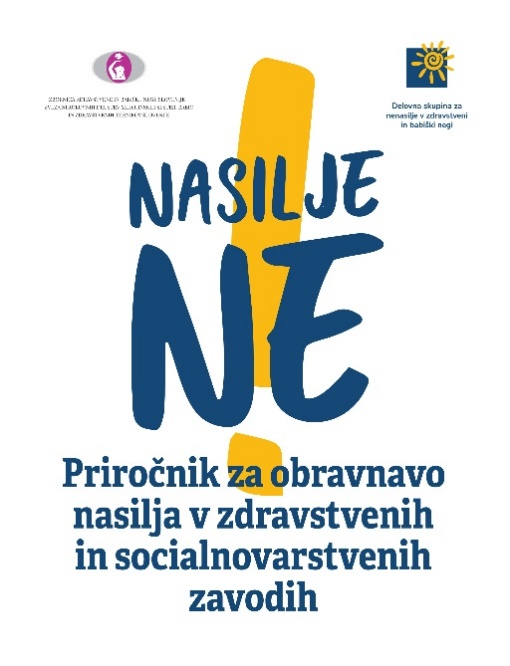 Delovna skupina za
nenasilje v zdravstveni
in babiški negi
NASILJE
NE!
Priročnik za obravnavo
nasilja v zdravstvenih
in socialnovarstvenih
zavodih